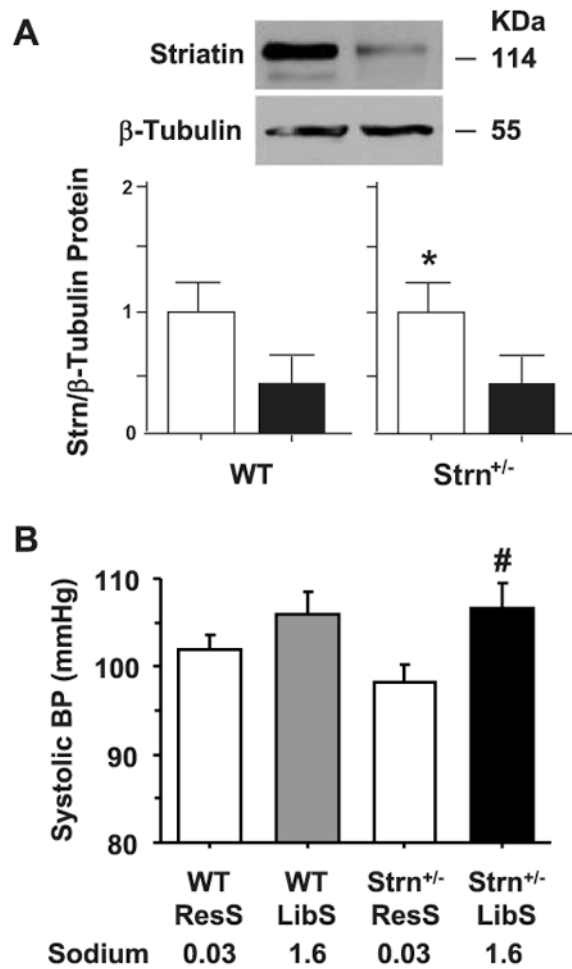 A
KDa
Striatin
— 114
β-Tubulin
— 55
Strn/β-Tubulin Protein
2
1
0
*
WT
Strn+/-
B
Systolic BP (mmHg)
110
100
90
80
#
WT WT Strn+/- Strn+/-
ResS LibS ResS LibS
Sodium 0.03 1.6 0.03 1.6